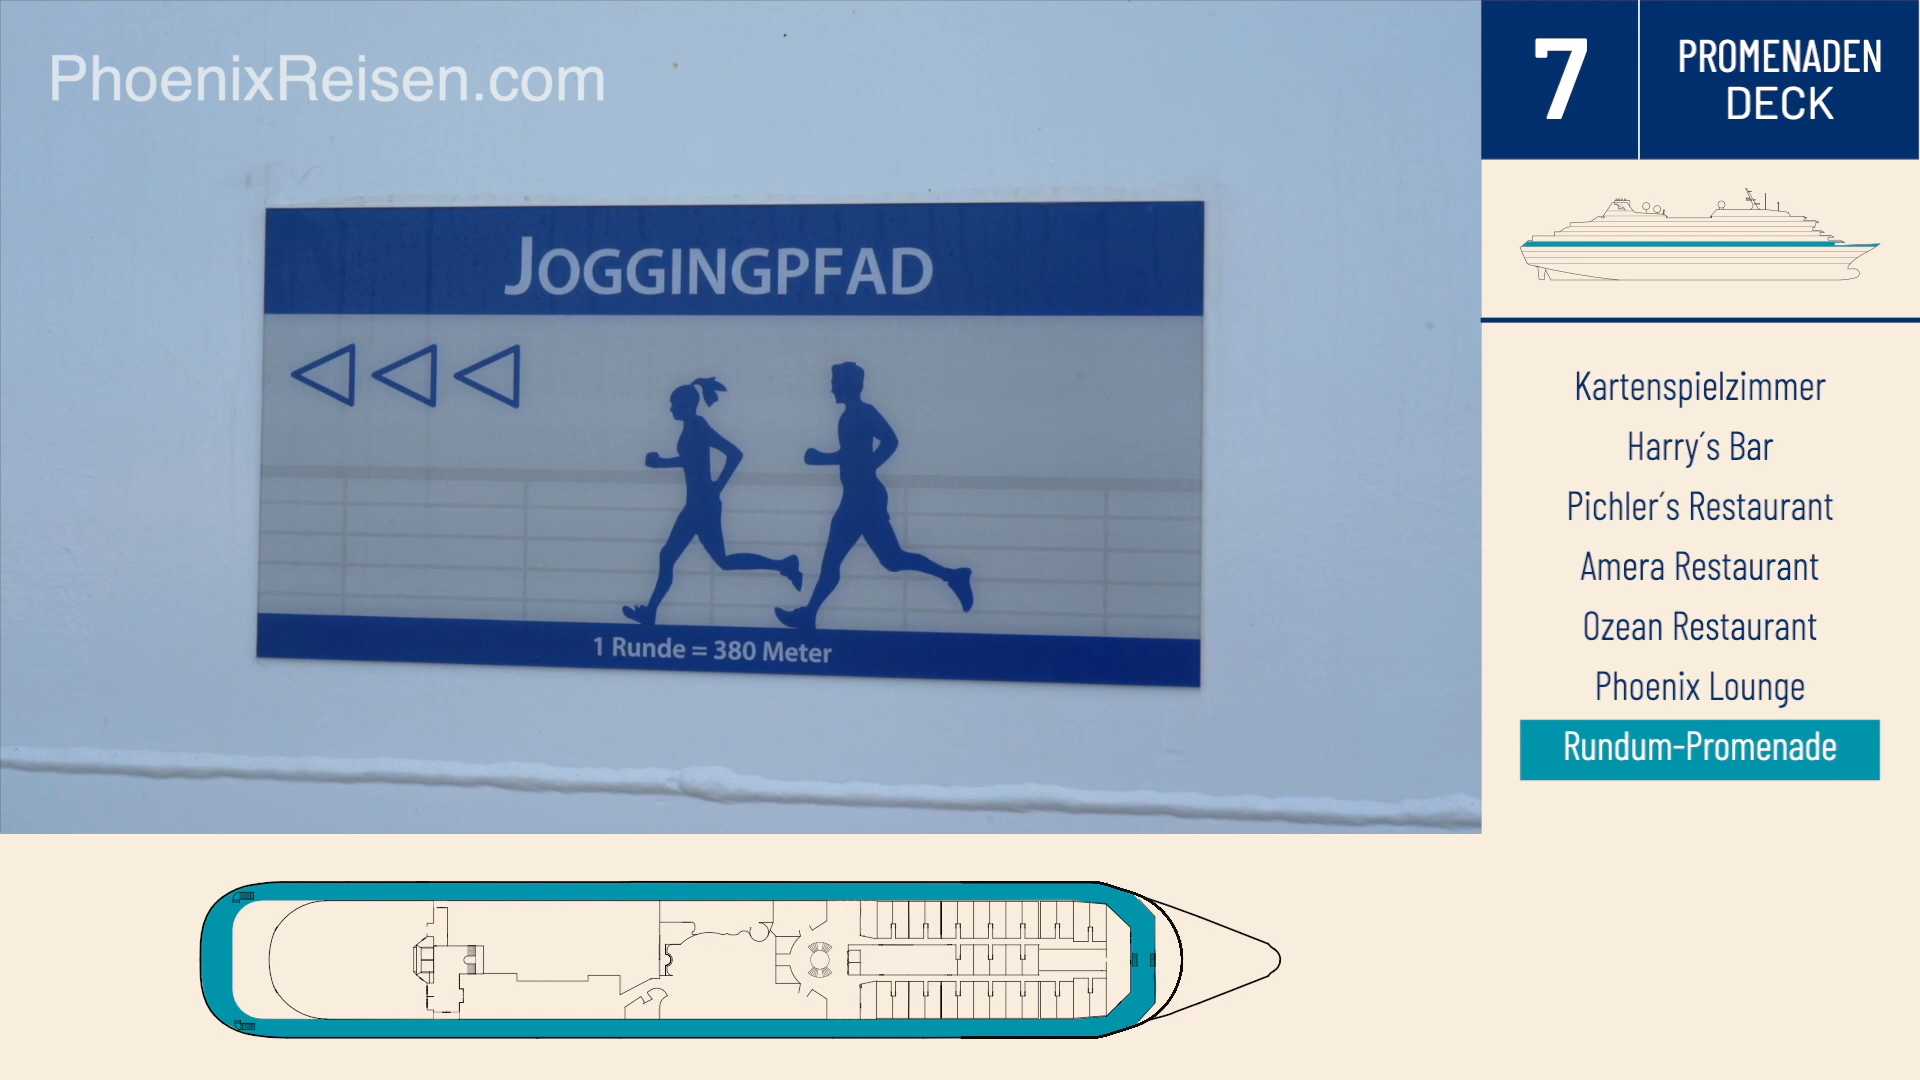 PhoenixReisen.com
JOGGINGPFAD
1 Runde = 380 Meter
7
PROMENADEN
DECK
Kartenspielzimmer
Harry´s Bar
Pichler´s Restaurant
Amera Restaurant
Ozean Restaurant
Phoenix Lounge
Rundum-Promenade